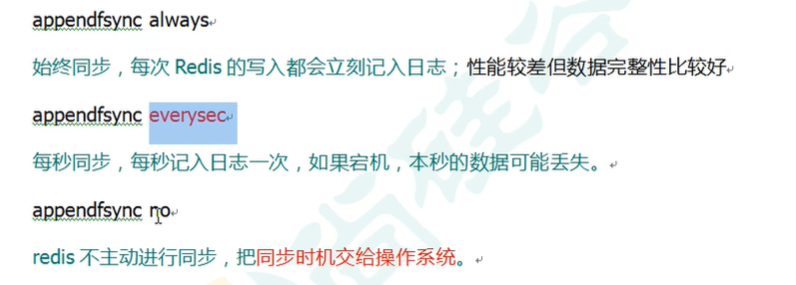 appendfsync always
始终同步，每次 Redis 的写入都会立刻记入日志；性能较差但数据完整性比较好
appendfsync everysec
每秒同步，每秒记入日志一次，如果宕机，本秒的数据可能丢失。
appendfsync no
redis 不主动进行同步，把同步时机交给操作系统。